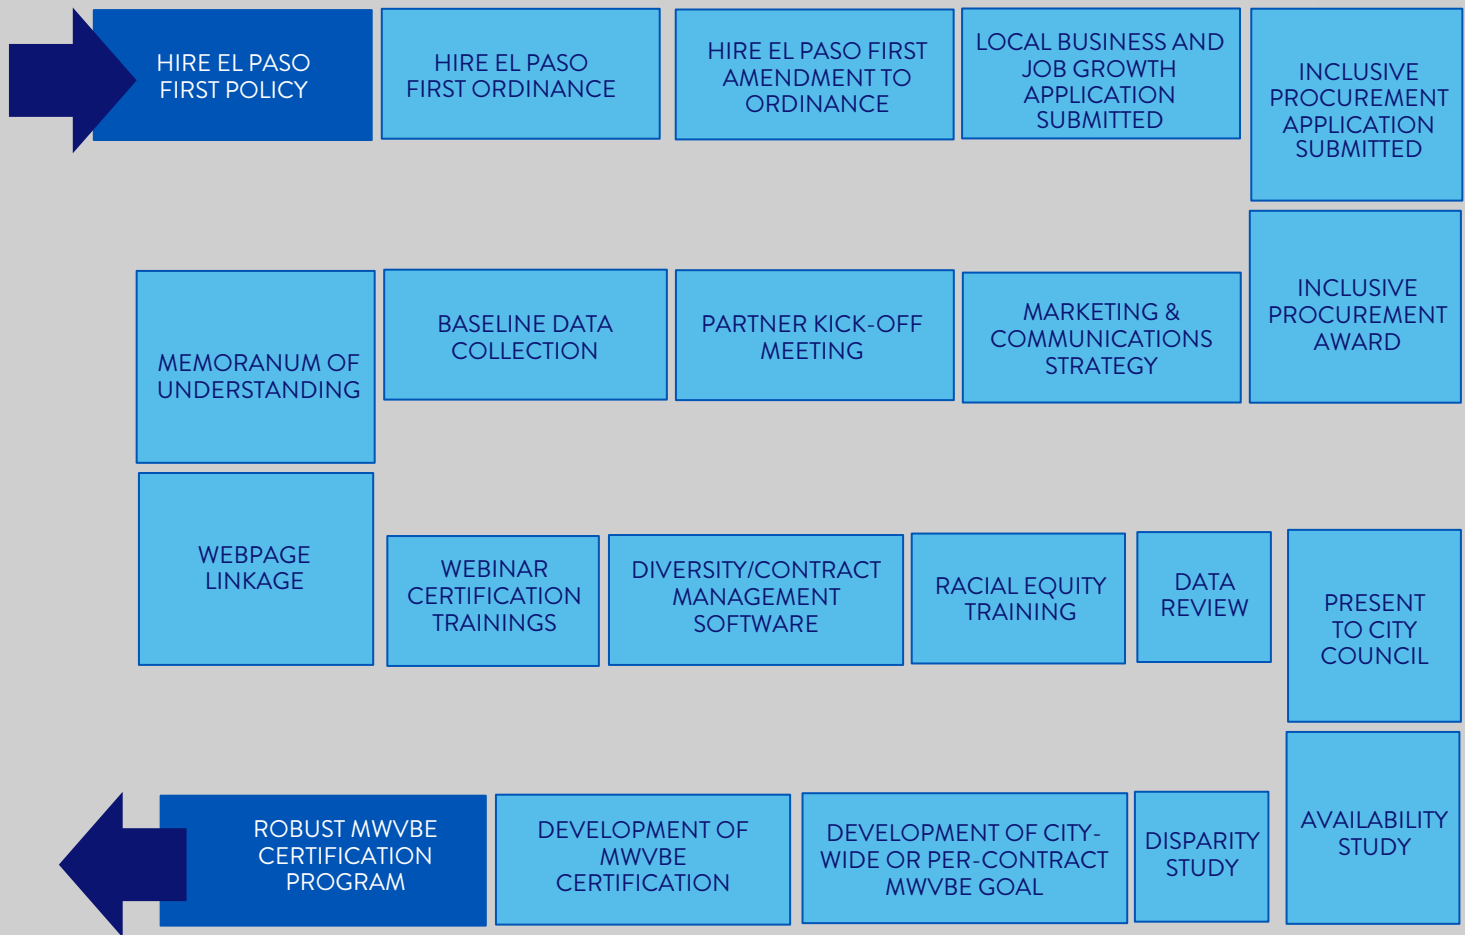 HIRE EL PASO
FIRST POLICY
HIRE EL PASO
FIRST ORDINANCE
HIRE EL PASO FIRST
AMENDMENT TO
ORDINANCE
LOCAL BUSINESS AND
JOB GROWTH
APPLICATION
SUBMITTED
INCLUSIVE
PROCUREMENT
APPLICATION
SUBMITTED
INCLUSIVE
PROCUREMENT
AWARD
MARKETING &
COMMUNICATIONS
STRATEGY
PARTNER KICK-OFF
MEETING
BASELINE DATA
COLLECTION
MEMORANUM OF
UNDERSTANDING
WEBPAGE
LINKAGE
WEBINAR
CERTIFICATION
TRAININGS
DIVERSITY/CONTRACT
MANAGEMENT
SOFTWARE
RACIAL EQUITY
TRAINING
DATA
REVIEW
PRESENT
TO CITY
COUNCIL
AVAILABILITY
STUDY
DISPARITY
STUDY
DEVELOPMENT OF CITY-
WIDE OR PER-CONTRACT
MWVBE GOAL
DEVELOPMENT OF
MWVBE
CERTIFICATION
ROBUST MWVBE
CERTIFICATION
PROGRAM